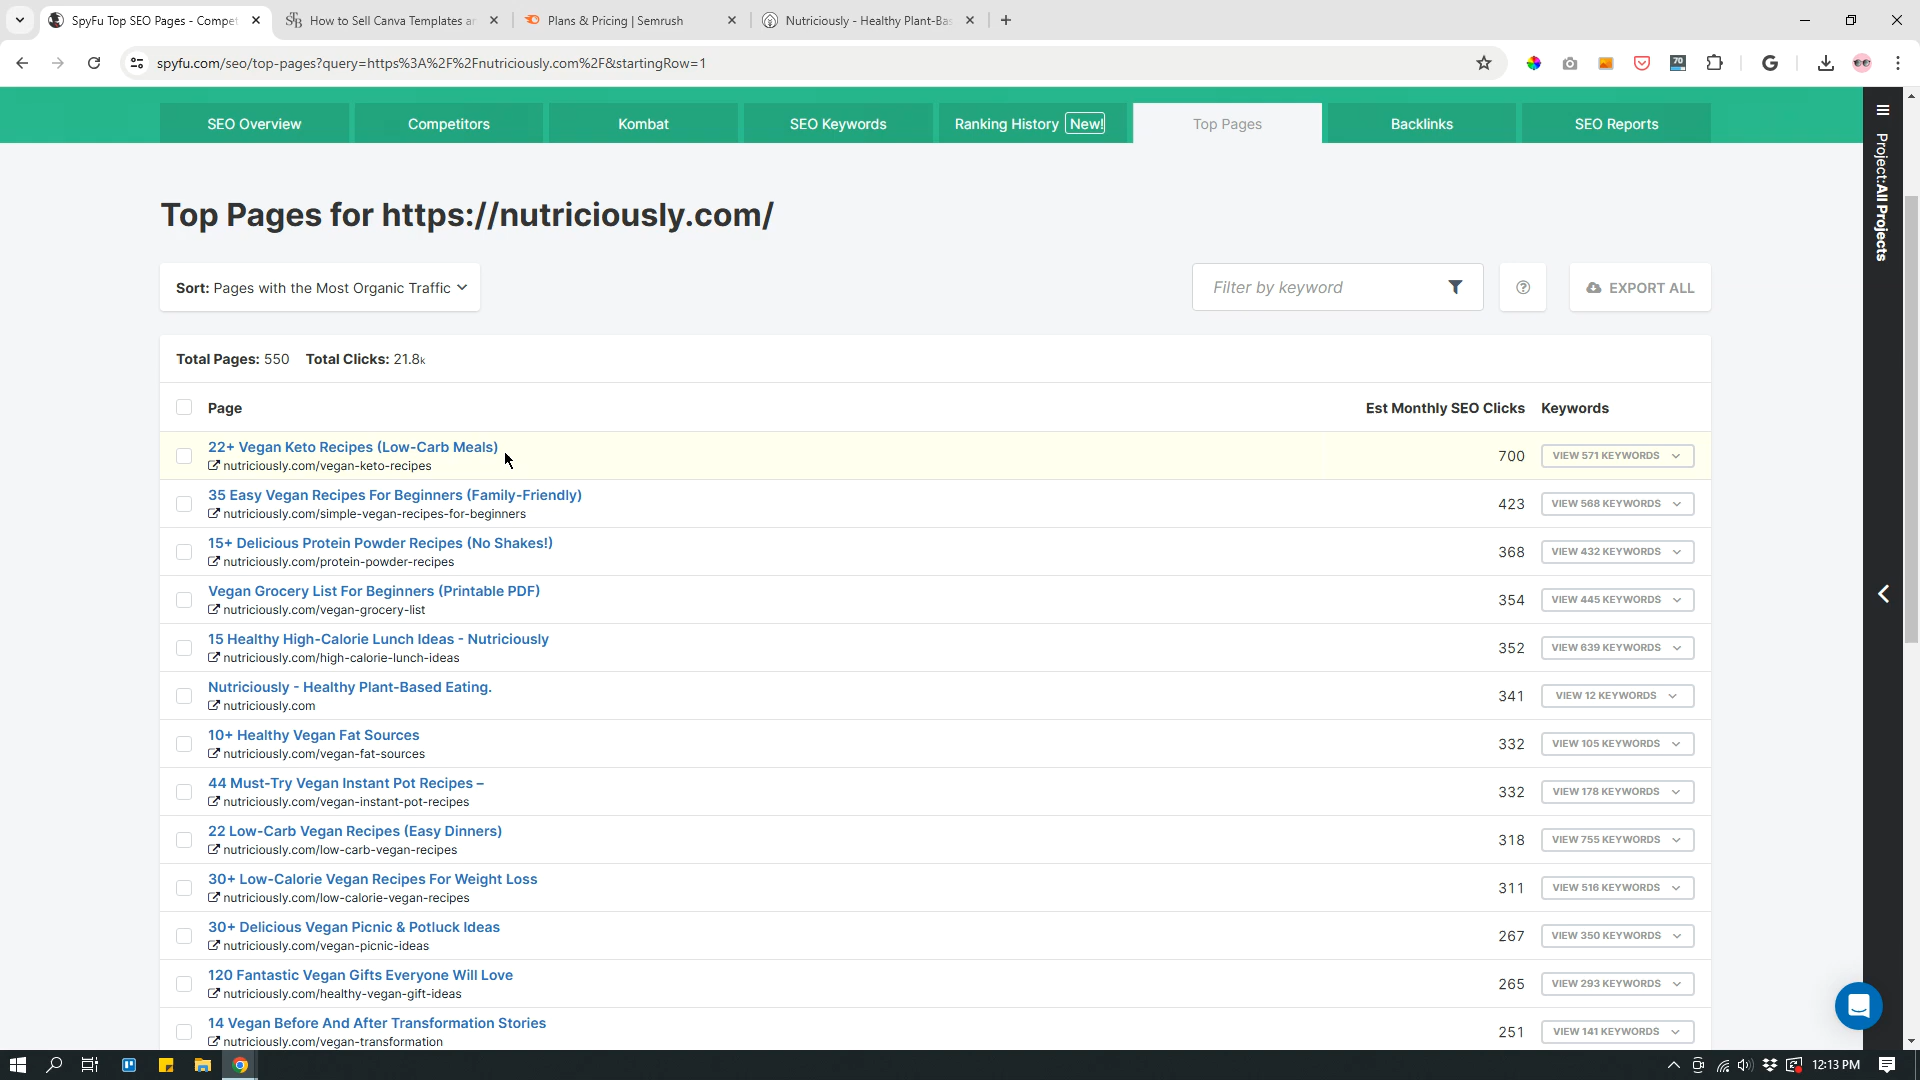 SpyFu Top SEO Pages - Compet
How to Sell Canva Templates a
Plans & Pricing | Semrush
Nutriciously - Healthy Plant-Ba
spyfu.com/seo/top-pages?query=https%3A%2F%2Fnutriciously.com%2F&startingRow=1
70
SEO Overview
Competitors
Kombat
SEO Keywords
Ranking History New!
Top Pages
Backlinks
SEO Reports
Project: All Projects
Top Pages for https://nutriciously.com/
Sort: Pages with the Most Organic Traffic
Filter by keyword
EXPORT ALL
Total Pages: 550 Total Clicks: 21.8k
Page Est Monthly SEO Clicks Keywords
22+ Vegan Keto Recipes (Low-Carb Meals)
nutriciously.com/vegan-keto-recipes
700 VIEW 571 KEYWORDS
35 Easy Vegan Recipes For Beginners (Family-Friendly)
nutriciously.com/simple-vegan-recipes-for-beginners
423 VIEW 568 KEYWORDS
15+ Delicious Protein Powder Recipes (No Shakes!)
nutriciously.com/protein-powder-recipes
368 VIEW 432 KEYWORDS
Vegan Grocery List For Beginners (Printable PDF)
nutriciously.com/vegan-grocery-list
354 VIEW 445 KEYWORDS
15 Healthy High-Calorie Lunch Ideas - Nutriciously
nutriciously.com/high-calorie-lunch-ideas
352 VIEW 639 KEYWORDS
Nutriciously - Healthy Plant-Based Eating.
nutriciously.com
341 VIEW 12 KEYWORDS
10+ Healthy Vegan Fat Sources
nutriciously.com/vegan-fat-sources
332 VIEW 105 KEYWORDS
44 Must-Try Vegan Instant Pot Recipes –
nutriciously.com/vegan-instant-pot-recipes
332 VIEW 178 KEYWORDS
22 Low-Carb Vegan Recipes (Easy Dinners)
nutriciously.com/low-carb-vegan-recipes
318 VIEW 755 KEYWORDS
30+ Low-Calorie Vegan Recipes For Weight Loss
nutriciously.com/low-calorie-vegan-recipes
311 VIEW 516 KEYWORDS
30+ Delicious Vegan Picnic & Potluck Ideas
nutriciously.com/vegan-picnic-ideas
267 VIEW 350 KEYWORDS
120 Fantastic Vegan Gifts Everyone Will Love
nutriciously.com/healthy-vegan-gift-ideas
265 VIEW 293 KEYWORDS
14 Vegan Before And After Transformation Stories
nutriciously.com/vegan-transformation
251 VIEW 141 KEYWORDS
12:13 PM